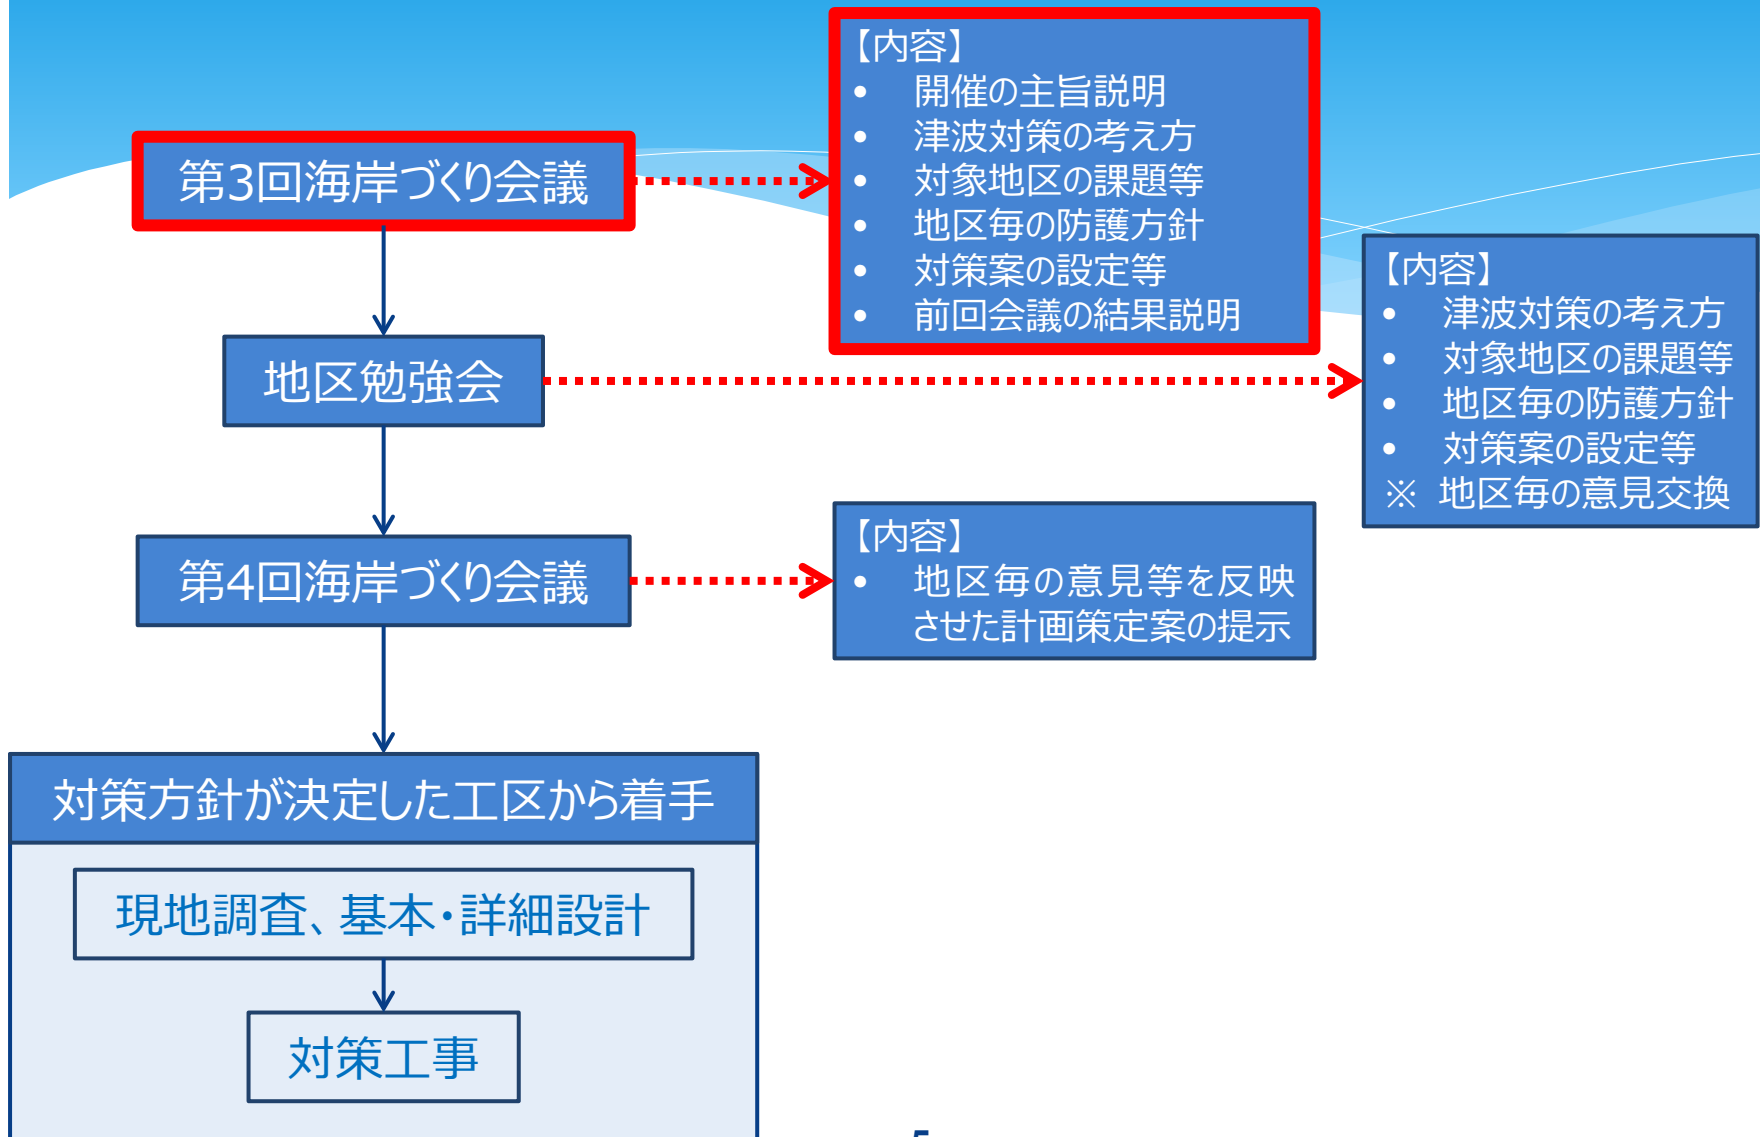 第3回海岸づくり会議
【内容】
• 開催の主旨説明
• 津波対策の考え方
• 対象地区の課題等
• 地区毎の防護方針
• 対策案の設定等
• 前回会議の結果説明
地区勉強会
【内容】
• 津波対策の考え方
• 対象地区の課題等
• 地区毎の防護方針
• 対策案の設定等
※ 地区毎の意見交換
第4回海岸づくり会議
【内容】
• 地区毎の意見等を反映
させた計画策定案の提示
対策方針が決定した工区から着手
現地調査、基本・詳細設計
対策工事